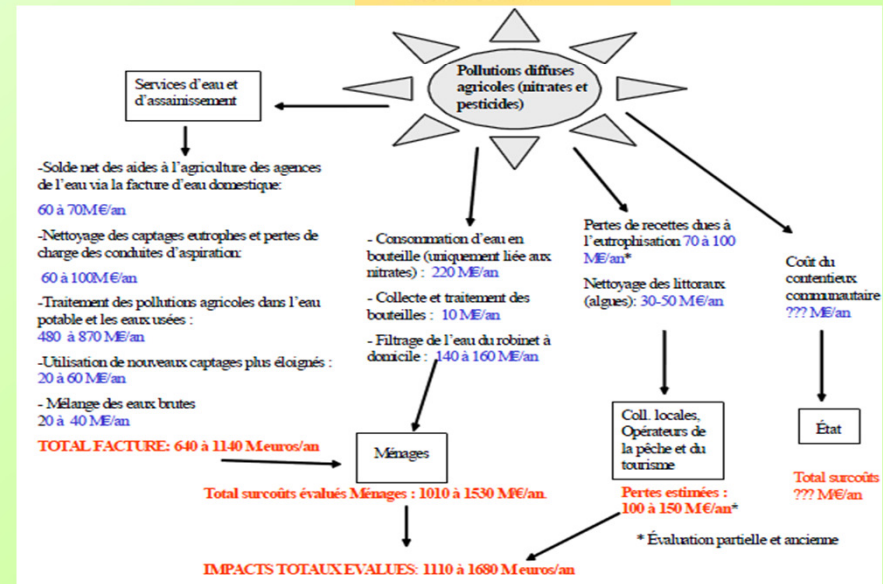 Pollutions diffuses
agricoles (nitrates et
pesticides)
Services d'eau et
d'assainissement
-Solde net des aides à l'agriculture des agences
de l'eau via la facture d'eau domestique:
60 à 70M€/an
-Nettoyage des captages eutrophes et pertes de
charge des conduites d'aspiration:
60 à 100M€/an
-Traitement des pollutions agricoles dans l'eau
potable et les eaux usées :
480 à 870 M€/an
-Utilisation de nouveaux captages plus éloignés :
20 à 60 M€/an
- Mélange des eaux brutes
20 à 40 M€/an
TOTAL FACTURE: 640 à 1140 M.euros/an
- Consommation d'eau en
bouteille (uniquement liée aux
nitrates) : 220 M€/an
- Collecte et traitement des
bouteilles : 10 M€/an
- Filtrage de l'eau du robinet à
domicile : 140 à 160 M€/an
Ménages
Total surcoûts évalués Ménages : 1010 à 1530 M€/an.
Pertes de recettes dues à
l'eutrophisation 70 à 100
M€/an*
Nettoyage des littoraux
(algues): 30-50 M€/an
Coll. locales,
Opérateurs de
la pêche et du
tourisme
Pertes estimées :
100 à 150 M€/an*
Coût du
contentieux
communautaire
??? M€/an
État
Total surcoûts
??? M€/an
* Évaluation partielle et ancienne
IMPACTS TOTAUX EVALUES: 1110 à 1680 M.euros/an